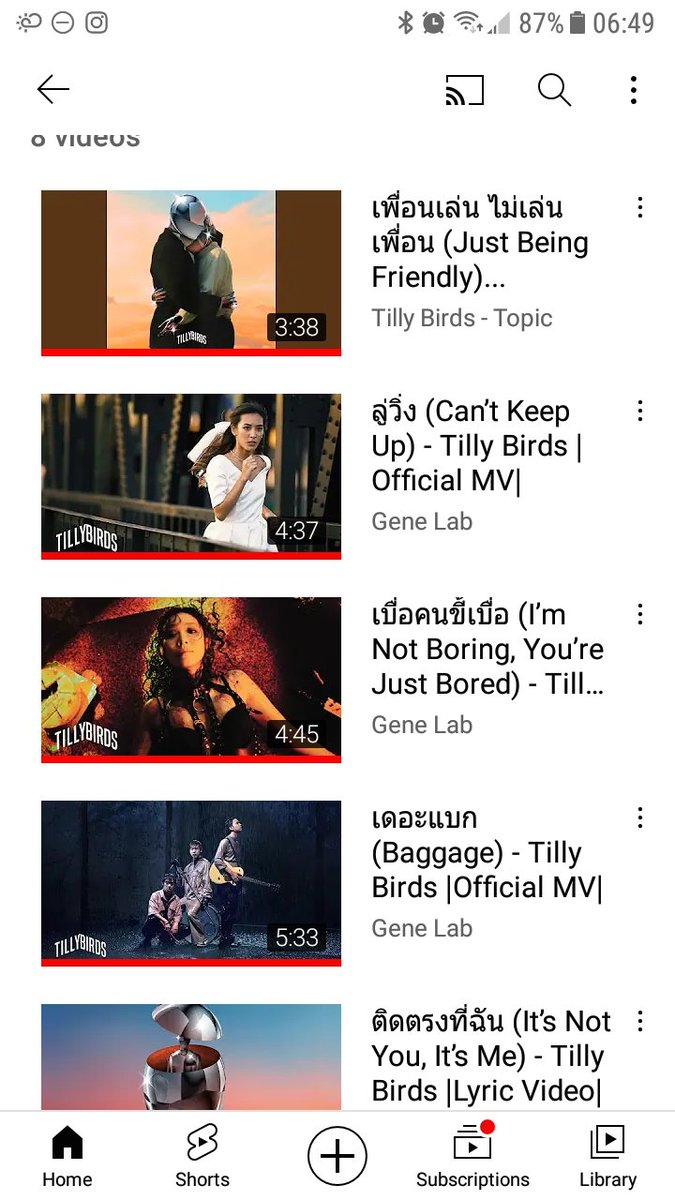 87% 06:49
8 videos
เพื่อนเล่น ไม่เล่น
เพื่อน (Just Being
Friendly)...
Tilly Birds - Topic
TILLYBIRDS
3:38
ลู่วิ่ง (Can’t Keep
Up) - Tilly Birds |
Official MV|
Gene Lab
TILLYBIRDS
4:37
เบื่อคนขี้เบื่อ (I’m
Not Boring, You’re
Just Bored) - Till…
Gene Lab
TILLYBIRDS
4:45
เดอะแบก
(Baggage) - Tilly
Birds |Official MV|
Gene Lab
TILLYBIRDS
5:33
ติดตรงที่ฉัน (It’s Not
You, It’s Me) - Tilly
Birds |Lyric Video|
Home Shorts Subscriptions Library